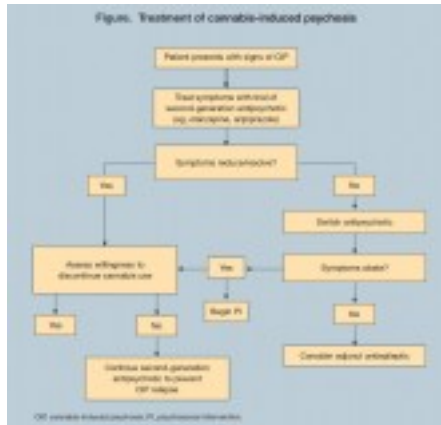 Figure. Treatment of cannabis-induced psychosis
Patient presents with signs of CIP
Treat symptoms with trial of
second-generation antipsychotic
(eg, olanzapine, aripiprazole)
Symptoms reduce/resolve?
Yes
No
Switch antipsychotic
Assess willingness to
discontinue cannabis use
Yes
Symptoms abate?
Begin PI
Yes
No
No
Consider adjunct
Continue second-generation
antipsychotic to prevent
CIP relapse
CIP, cannabis-induced psychosis; PI, psychosocial intervention.